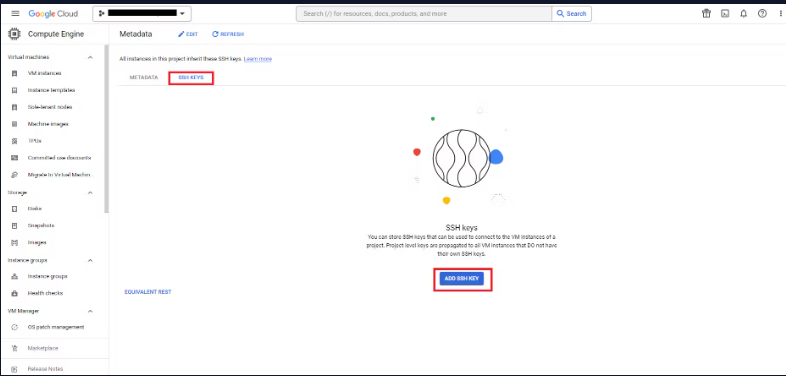 Google Cloud
Search (/) for resources, docs, products, and more
Search
Compute Engine
Metadata
EDIT
REFRESH
Virtual machines
VM instances
Instance templates
Sole-tenant nodes
Machine images
TPUs
Committed use discounts
Migrate to Virtual Machin...
Storage
Disks
Snapshots
Images
Instance groups
Instance groups
Health checks
VM Manager
OS patch management
Marketplace
Release Notes
All instances in this project inherit these SSH keys. Learn more
METADATA
SSH KEYS
SSH keys
You can store SSH keys that can be used to connect to the VM instances of a
project. Project level keys are propagated to all VM instances that DO not have
their own SSH keys.
ADD SSH KEY
EQUIVALENT REST